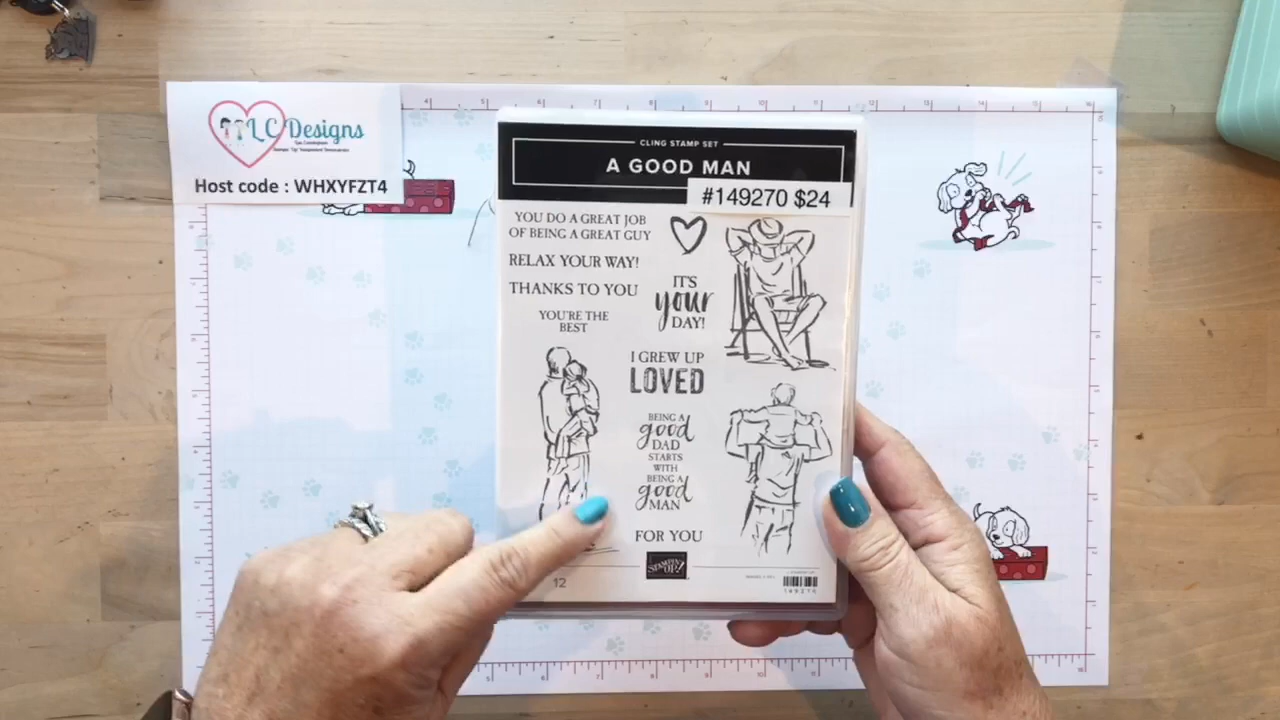 LC Designs
Host code : WHXYFZT4
CLING STAMP SET
A GOOD MAN
#149270 $24
YOU DO A GREAT JOB
OF BEING A GREAT GUY
RELAX YOUR WAY!
THANKS TO YOU
YOU'RE THE
BEST
IT'S
your
DAY!
I GREW UP
LOVED
BEING A
good
DAD
STARTS
WITH
BEING A
good
MAN
FOR YOU
STAMPIN'
UP!
12